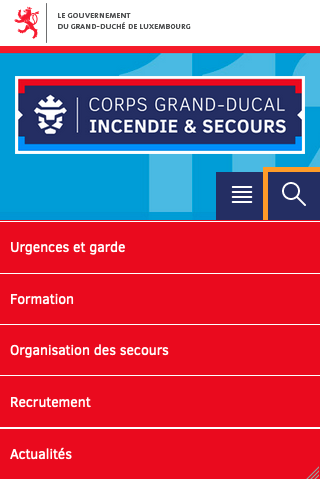 LE GOUVERNEMENT
DU GRAND-DUCHÉ DE LUXEMBOURG
112
CORPS GRAND-DUCAL
INCENDIE & SECOURS
Urgences et garde
Formation
Organisation des secours
Recrutement
Actualités